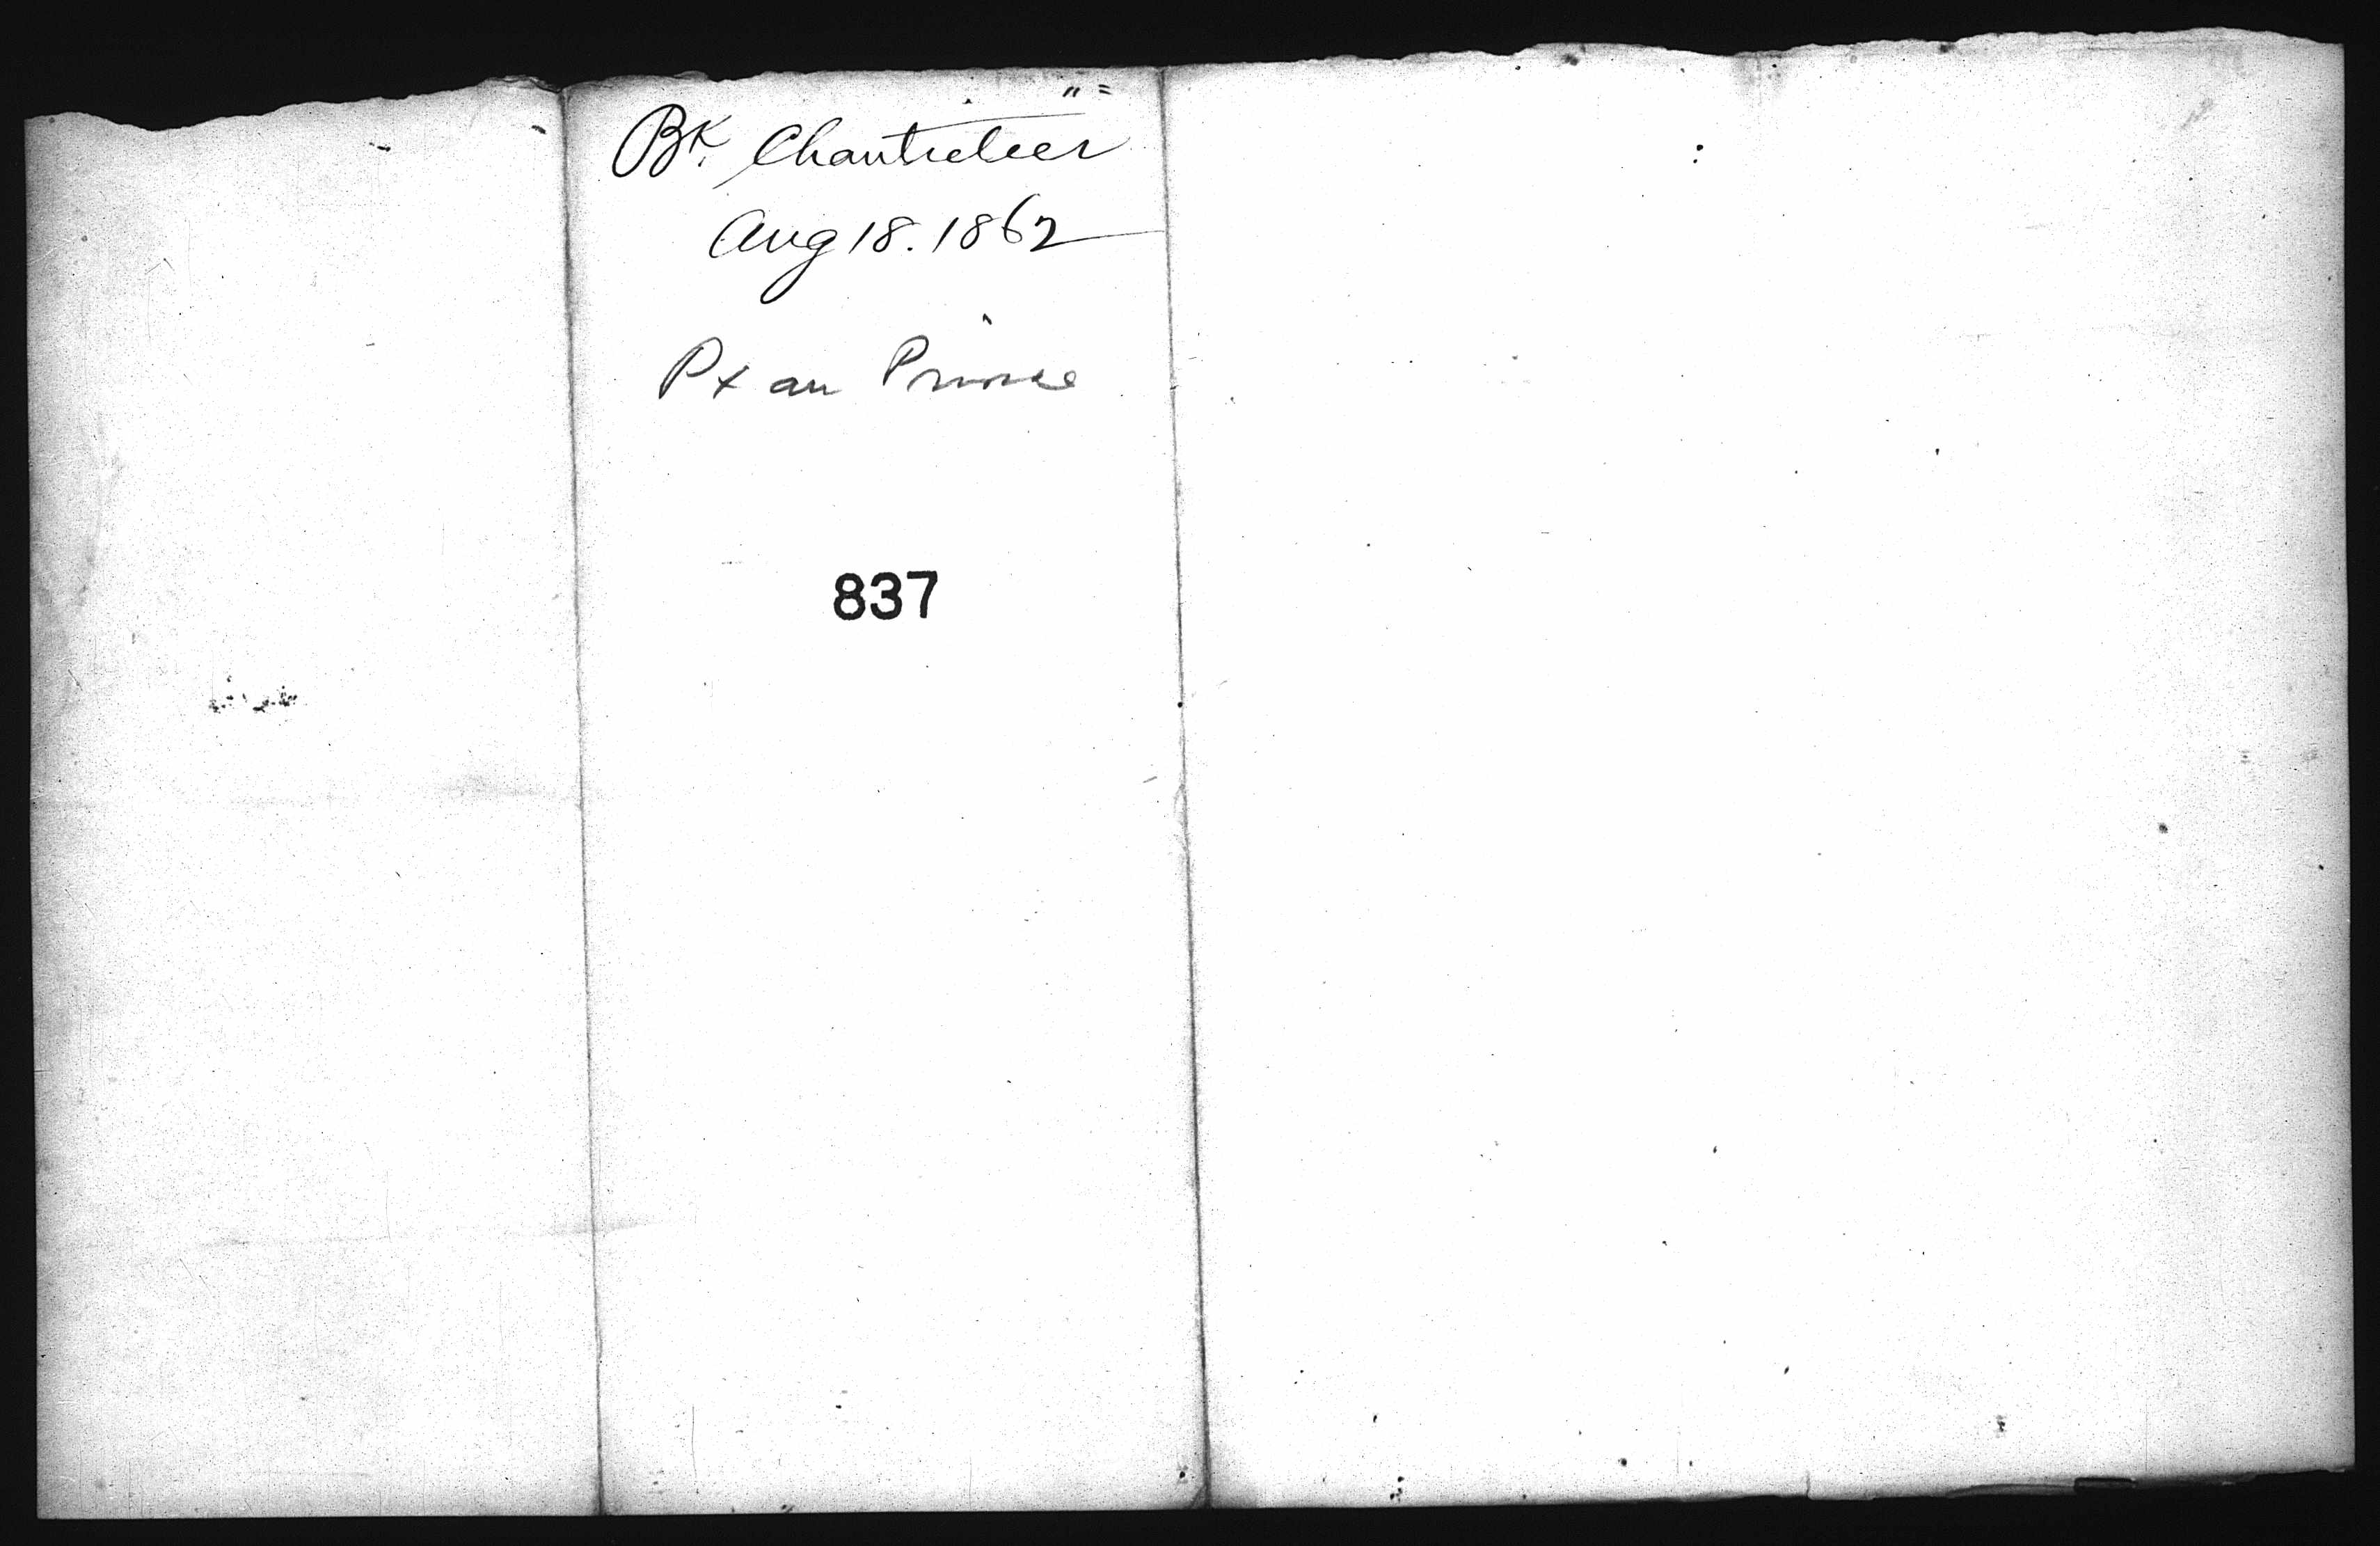 Bk. Chanticleer
Aug 18. 1862
Pt au Prince
837